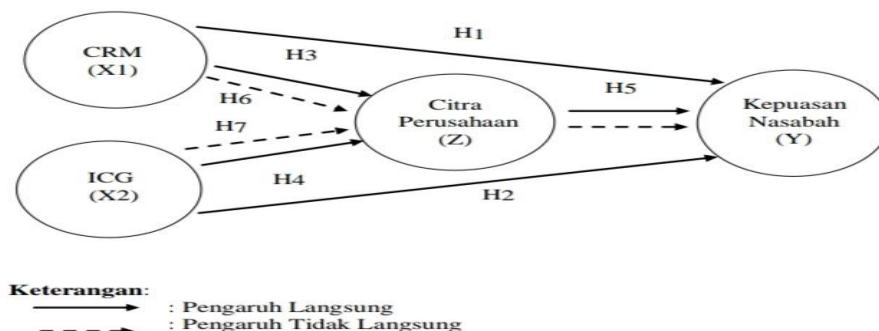 H1
CRM
(X1)
H3
H6
Citra
Perusahaan
(Z)
H5
Kepuasan
Nasabah
(Y)
H7
ICG
(X2)
H4
H2
Keterangan:
: Pengaruh Langsung
: Pengaruh Tidak Langsung